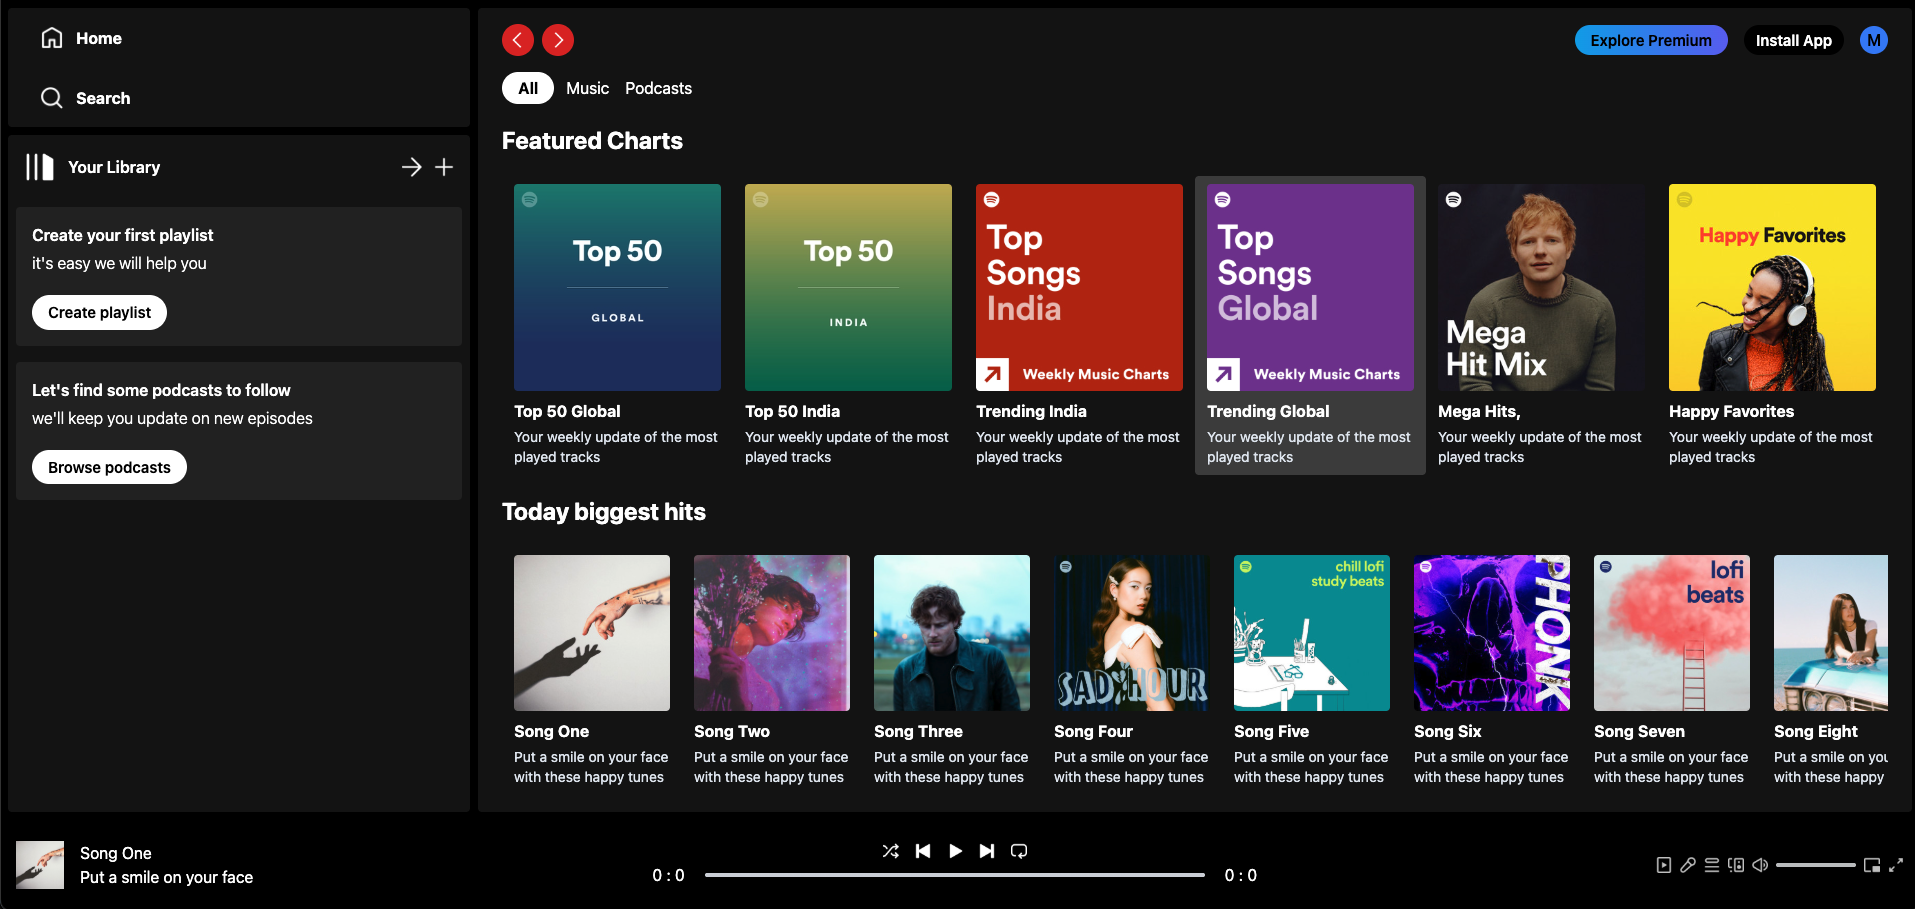 Home
Search
Your Library
Create your first playlist
it's easy we will help you
Create playlist
Let's find some podcasts to follow
we'll keep you update on new episodes
Browse podcasts
Explore Premium
Install App
M
All
Music
Podcasts
Featured Charts
Top 50
GLOBAL
Top 50 Global
Your weekly update of the most
played tracks
Top 50
INDIA
Top 50 India
Your weekly update of the most
played tracks
Top
Songs
India
Weekly Music Charts
Trending India
Your weekly update of the most
played tracks
Top
Songs
Global
Weekly Music Charts
Trending Global
Your weekly update of the most
played tracks
Mega
Hit Mix
Mega Hits,
Your weekly update of the most
played tracks
Happy Favorites
Happy Favorites
Your weekly update of the most
played tracks
Today biggest hits
Song One
Put a smile on your face
with these happy tunes
Song Two
Put a smile on your face
with these happy tunes
Song Three
Put a smile on your face
with these happy tunes
SAD HOUR
Song Four
Put a smile on your face
with these happy tunes
chill lofi
study beats
Song Five
Put a smile on your face
with these happy tunes
PHONK
Song Six
Put a smile on your face
with these happy tunes
lofi
beats
Song Seven
Put a smile on your face
with these happy tunes
Song Eight
Put a smile on you
with these happy
Song One
Put a smile on your face
0 : 0
0 : 0